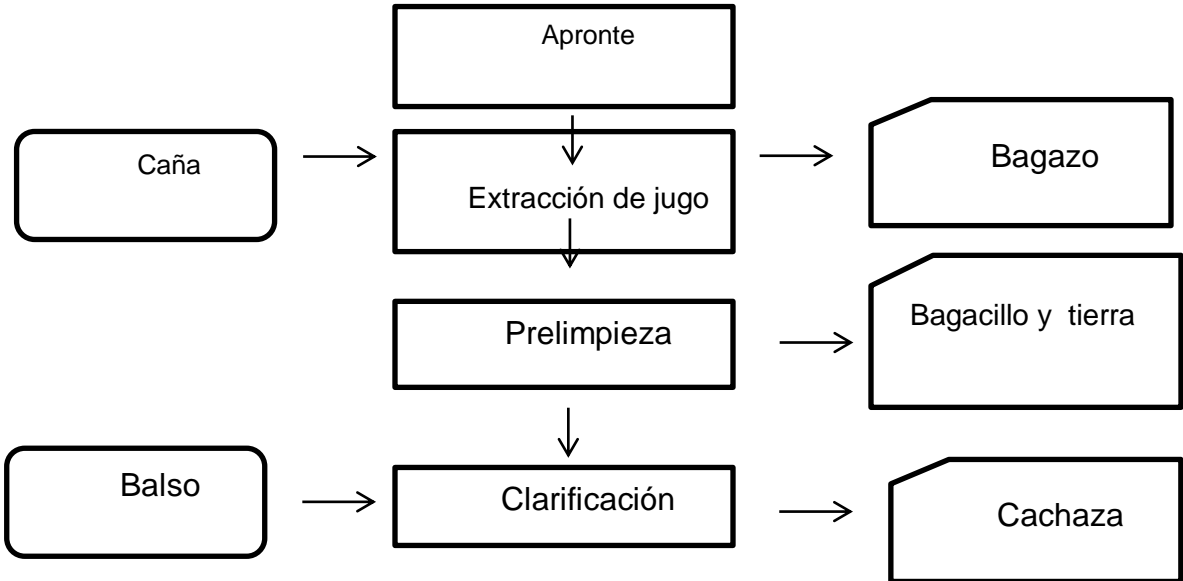 Apronte
Caña
Extracción de jugo
Bagazo
Prelimpieza
Bagacillo y tierra
Balso
Clarificación
Cachaza